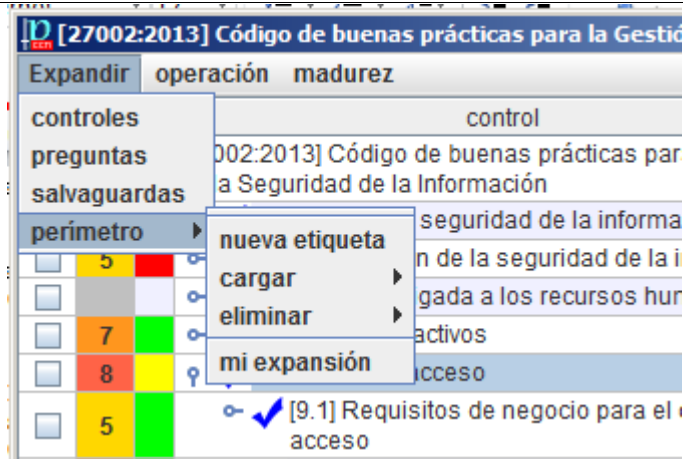 [27002:2013] Código de buenas prácticas para la Gesti
Expandir operación madurez
controles
control
preguntas
002:2013] Código de buenas prácticas par
salvaguardas
a Seguridad de la Información
perímetro
seguridad de la informa
nueva etiqueta
5
n de la seguridad de la i
cargar
gada a los recursos hur
eliminar
7
activos
mi expansión
8
acceso
5
[9.1] Requisitos de negocio para el
acceso